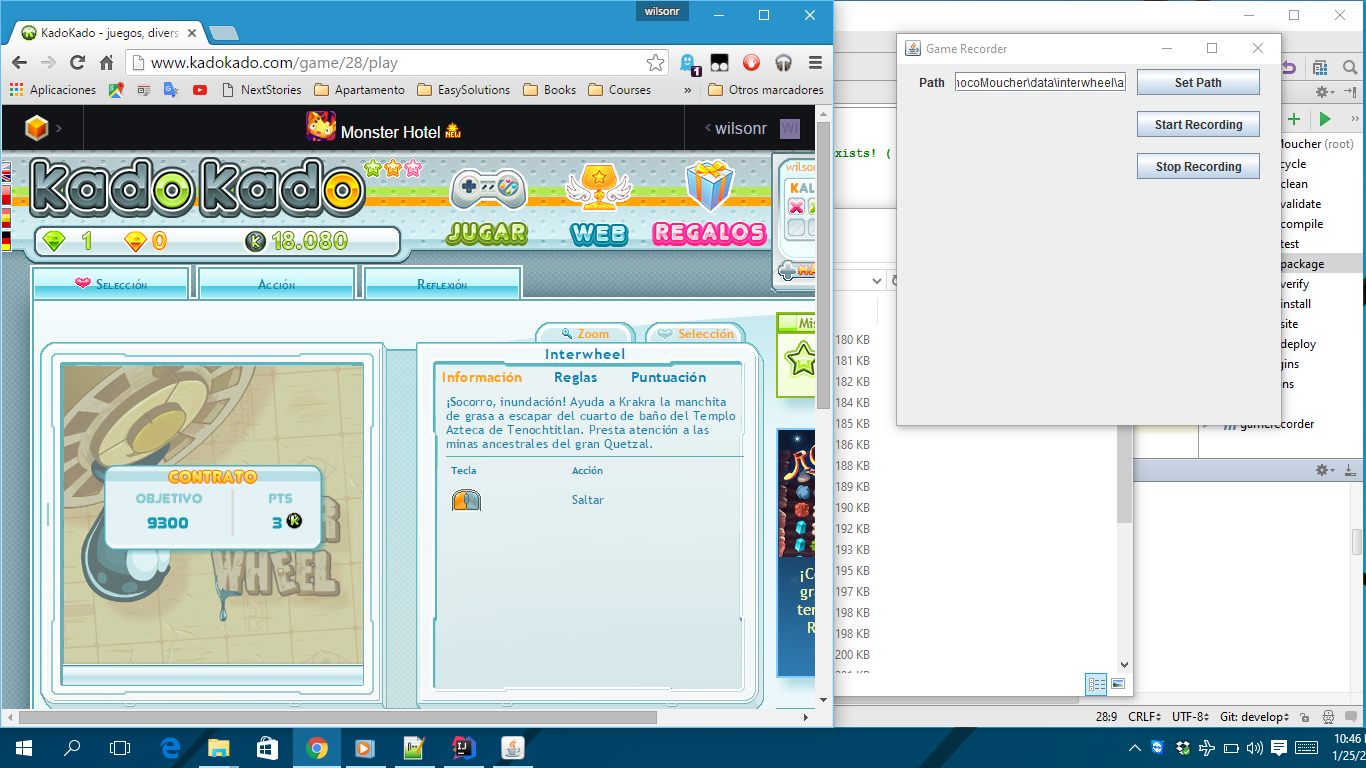 wilsonr
KadoKado - juegos, divers
www.kadokado.com/game/28/play
1
Aplicaciones
NextStories
Apartamento
EasySolutions
Books
Courses
»
Otros marcadores
Monster Hotel NEW
wilsonr
WI
KadoKado
JUGAR
WEB
REGALOS
1
0
K 18.080
Selección
Acción
Reflexión
Zoom
Selección
Interwheel
Información
Reglas
Puntuación
¡Socorro, inundación! Ayuda a Krakra la manchita
de grasa a escapar del cuarto de baño del Templo
Azteca de Tenochtitlan. Presta atención a las
minas ancestrales del gran Quetzal.
Tecla
Acción
Saltar
CONTRATO
OBJETIVO
PTS
9300
3 K
WHEEL
Game Recorder
Path
ocoMoucher\data\interwheel\a
Set Path
Start Recording
Stop Recording
xists! (
180 KB
181 KB
182 KB
184 KB
185 KB
186 KB
188 KB
189 KB
190 KB
192 KB
193 KB
195 KB
197 KB
198 KB
198 KB
200 KB
Moucher (root)
cycle
clean
validate
compile
test
package
verify
install
site
deploy
gins
ns
gamerecorder
28:9
CRLF
UTF-8
Git: develop
10:46
1/25/2